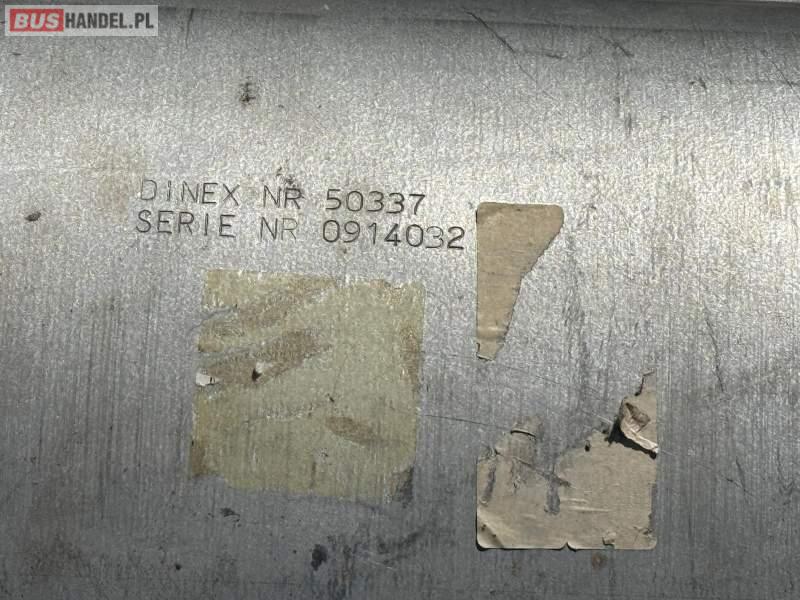 BUSHANDEL.PL
DINEX NR 50337
SERIE NR 0914032